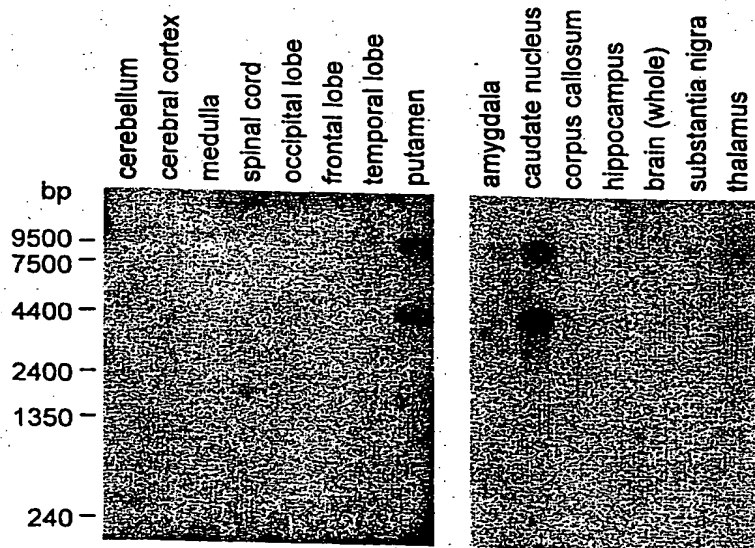 cerebellum
cerebral cortex
medulla
spinal cord
occipital lobe
frontal lobe
temporal lobe
putamen
amygdala
caudate nucleus
corpus callosum
hippocampus
brain (whole)
substantia nigra
thalamus
bp
9500
7500
4400
2400
1350
240